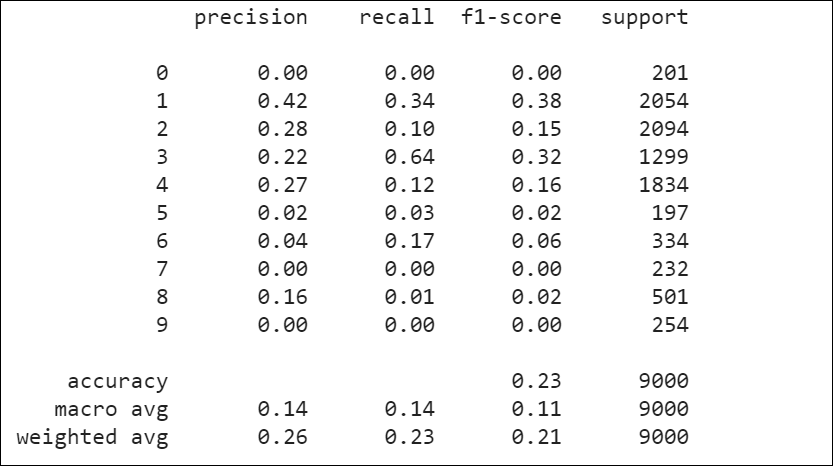 precision recall f1-score support
0 0.00 0.00 0.00 201
1 0.42 0.34 0.38 2054
2 0.28 0.10 0.15 2094
3 0.22 0.64 0.32 1299
4 0.27 0.12 0.16 1834
5 0.02 0.03 0.02 197
6 0.04 0.17 0.06 334
7 0.00 0.00 0.00 232
8 0.16 0.01 0.02 501
9 0.00 0.00 0.00 254
accuracy 0.23 9000
macro avg 0.14 0.14 0.11 9000
weighted avg 0.26 0.23 0.21 9000